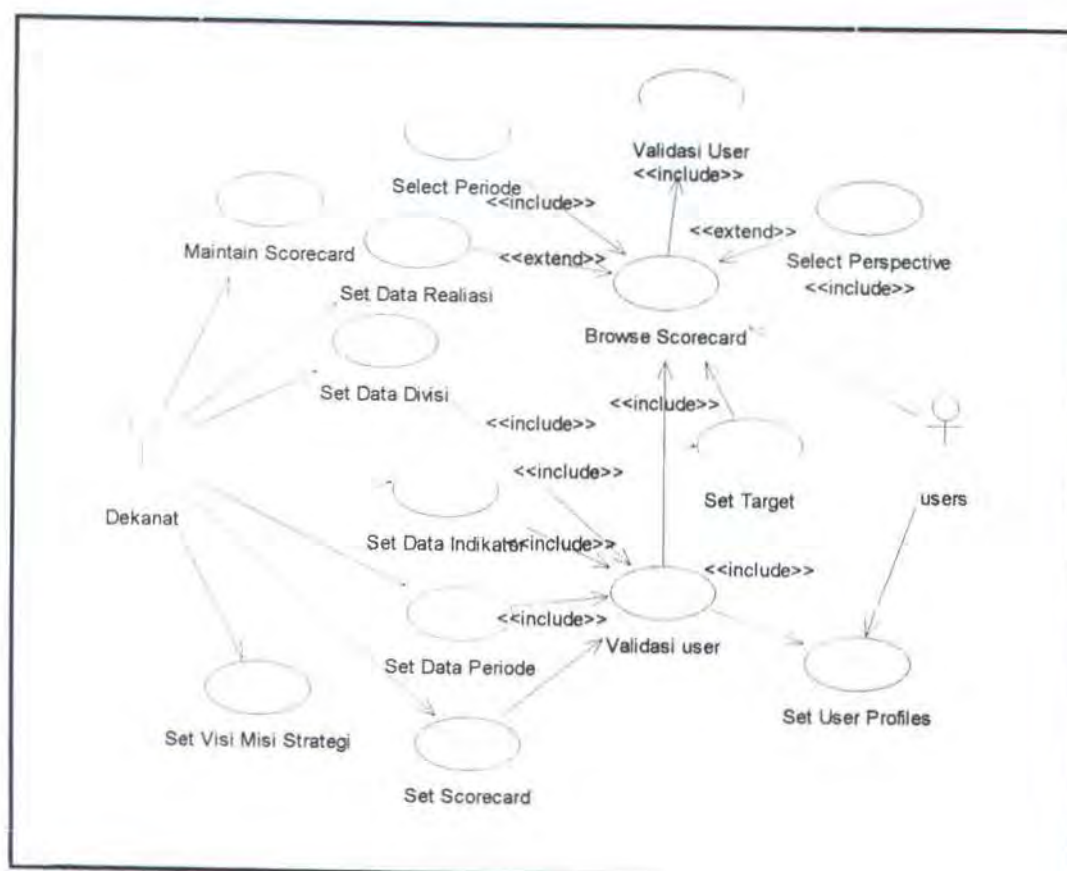 Validasi User
<<include>>
Select Periode
<<include>>
<<extend>>
Maintain Scorecard
<<extend>>
Select Perspective
<<include>>
Set Data Realiasi
Browse Scorecard
Set Data Divisi
<<include>>
<<include>>
<<include>>
Set Target
users
Dekanat
Set Data Indikator
<<include>>
<<include>>
<<include>>
Validasi user
Set Data Periode
Set User Profiles
Set Visi Misi Strategi
Set Scorecard